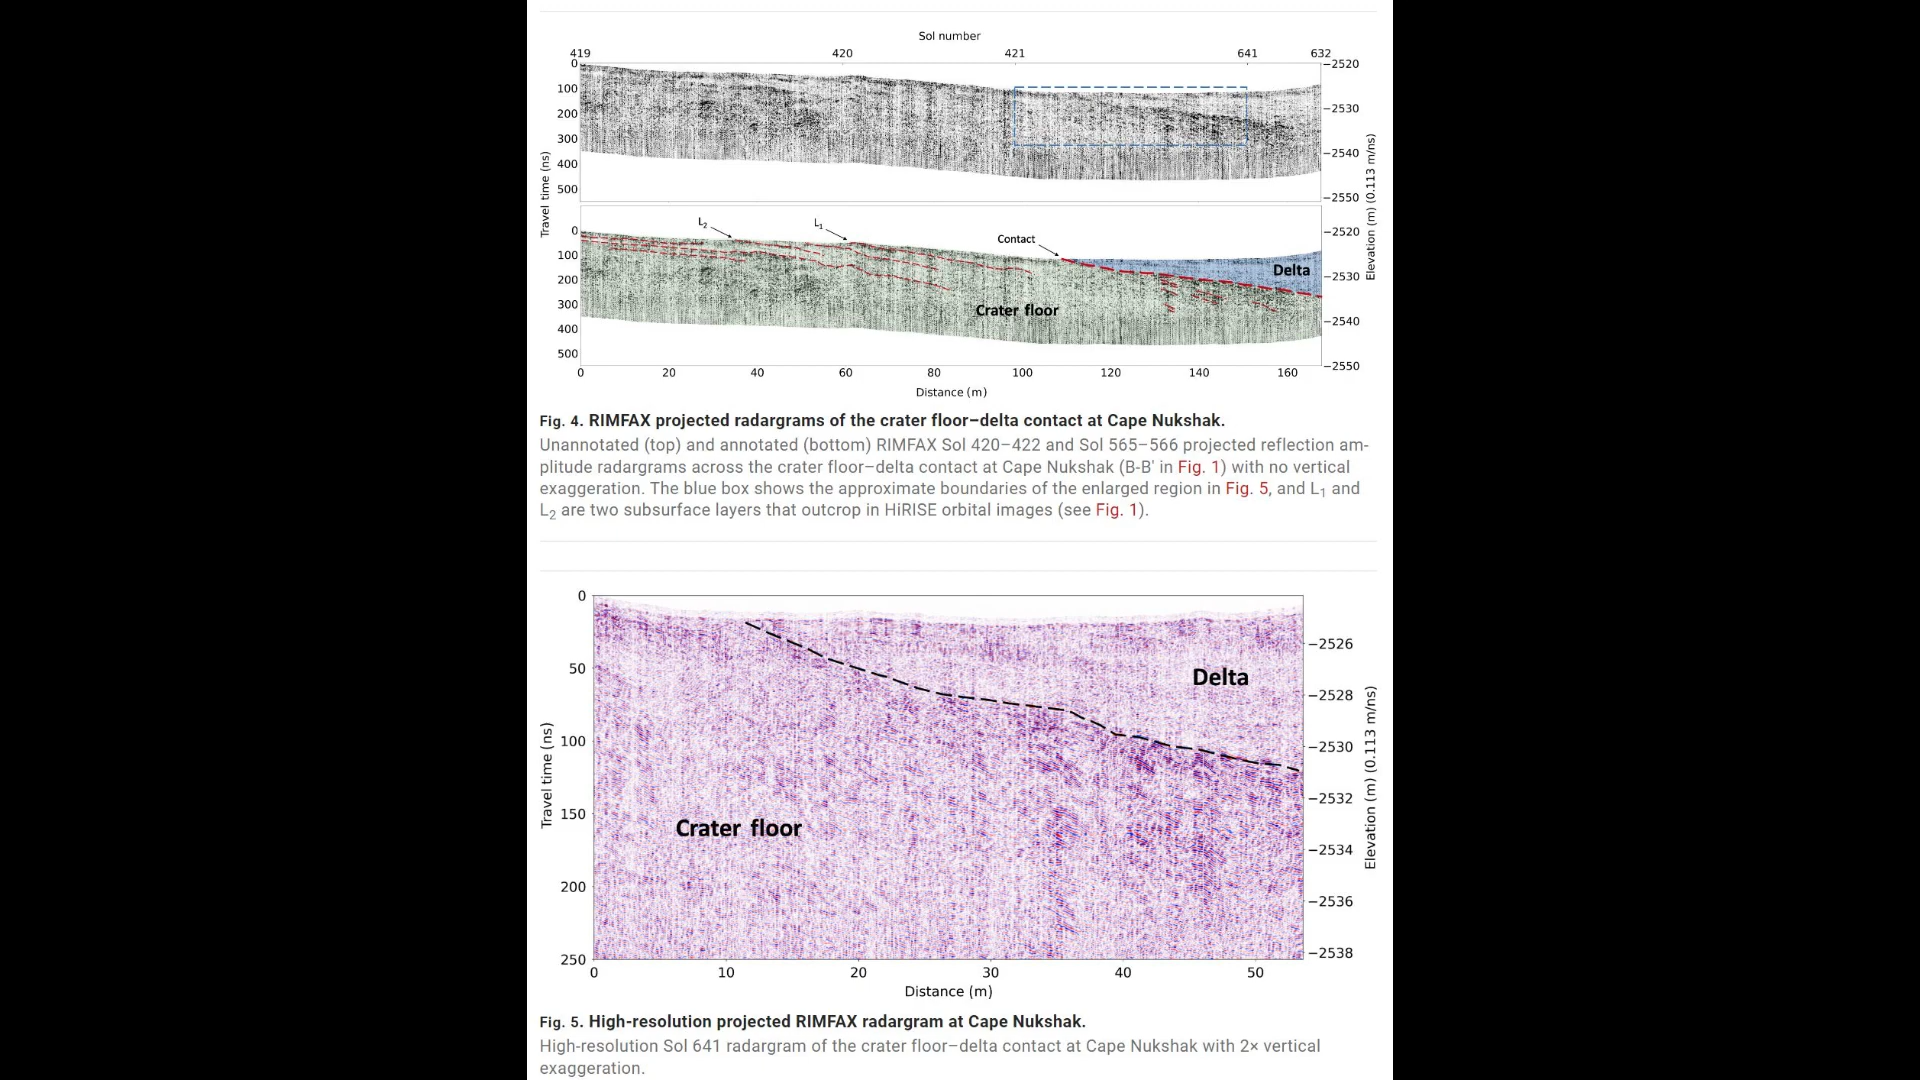 Sol number
419 420 421 641 632
0 −2520
100
−2530
200
300
−2540
400
500
−2550
Travel time (ns)
Elevation (m) (0.113 m/ns)
L2 L1 Contact
0 −2520
100
Delta
200 −2530
300 Crater floor
−2540
400
500
−2550
0 20 40 60 80 100 120 140 160
Distance (m)
Fig. 4. RIMFAX projected radargrams of the crater floor–delta contact at Cape Nukshak.
Unannotated (top) and annotated (bottom) RIMFAX Sol 420–422 and Sol 565–566 projected reflection am-
plitude radargrams across the crater floor–delta contact at Cape Nukshak (B-B' in Fig. 1) with no vertical
exaggeration. The blue box shows the approximate boundaries of the enlarged region in Fig. 5, and L1 and
L2 are two subsurface layers that outcrop in HiRISE orbital images (see Fig. 1).
0
−2526
50 Delta
−2528
100 −2530
−2532
150 Crater floor
−2534
200
−2536
−2538
250
Travel time (ns)
Elevation (m) (0.113 m/ns)
0 10 20 30 40 50
Distance (m)
Fig. 5. High-resolution projected RIMFAX radargram at Cape Nukshak.
High-resolution Sol 641 radargram of the crater floor–delta contact at Cape Nukshak with 2× vertical
exaggeration.